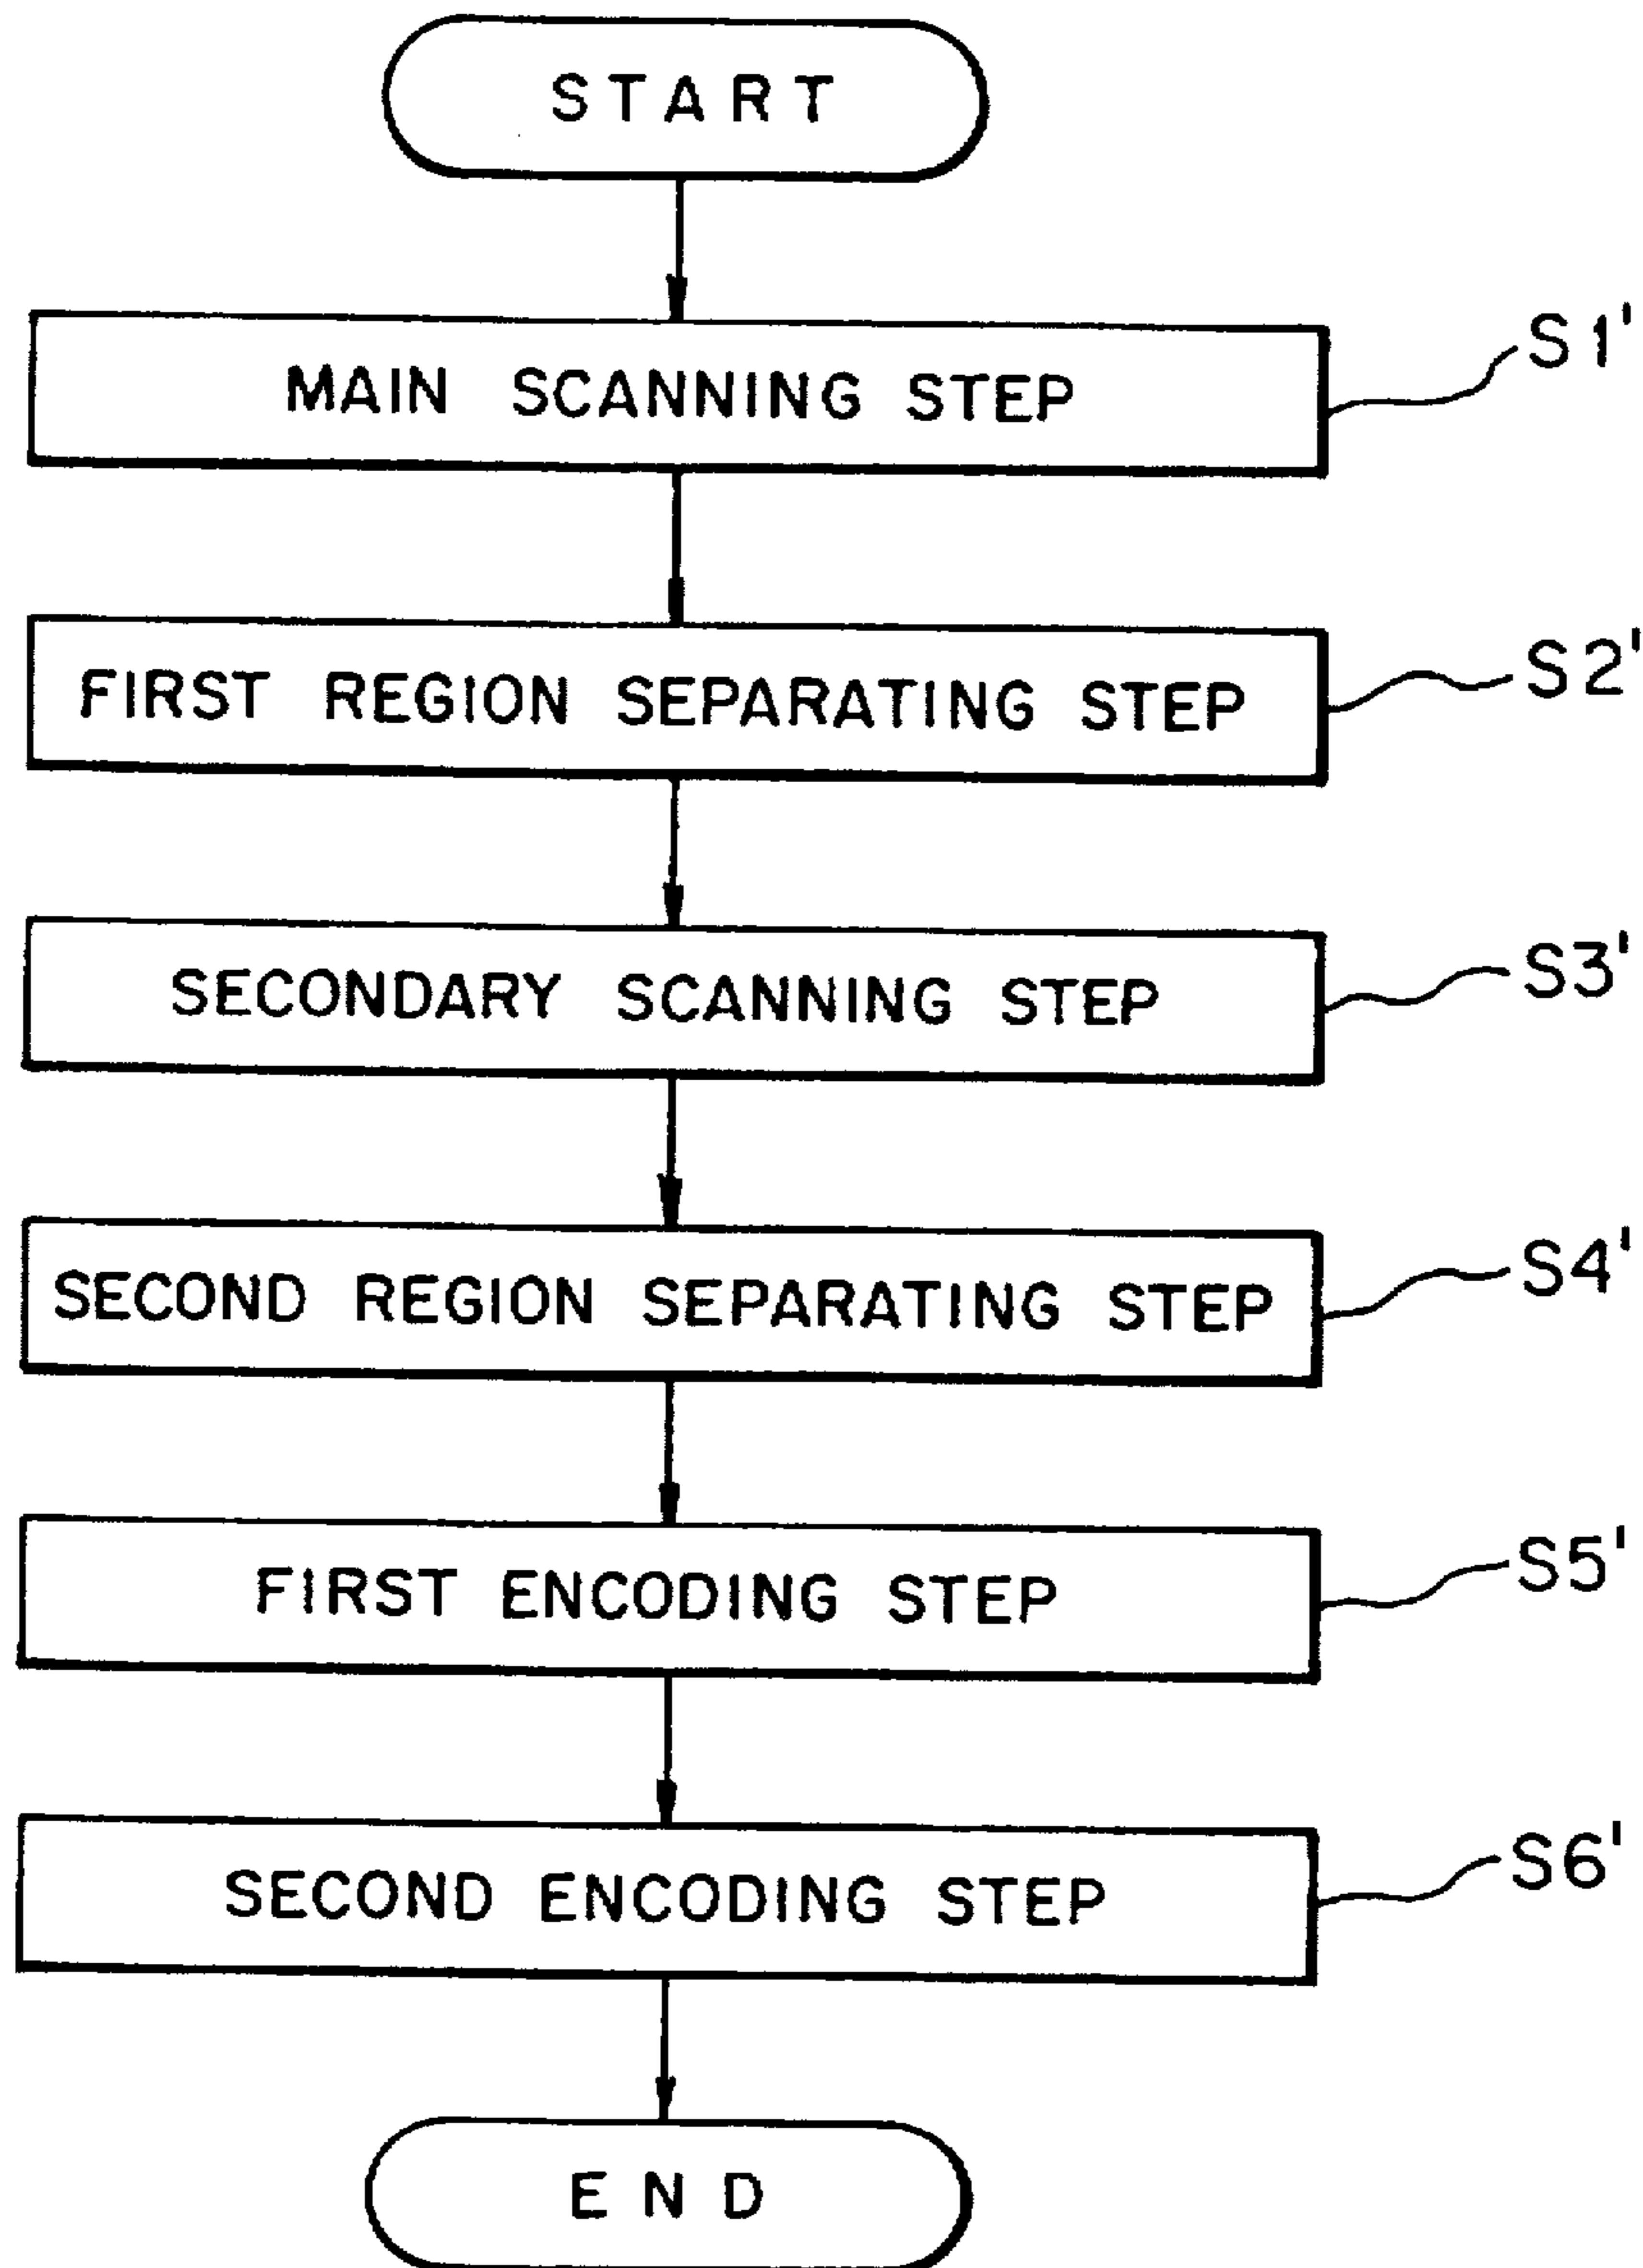 START
MAIN SCANNING STEP
S1'
FIRST REGION SEPARATING STEP
S2'
SECONDARY SCANNING STEP
S3'
SECOND REGION SEPARATING STEP
S4'
FIRST ENCODING STEP
S5'
SECOND ENCODING STEP
S6'
END